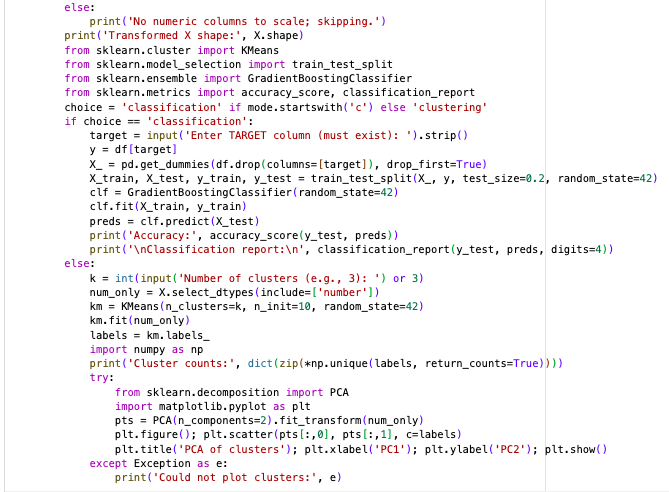 else:
    print('No numeric columns to scale; skipping.')
print('Transformed X shape:', X.shape)
from sklearn.cluster import KMeans
from sklearn.model_selection import train_test_split
from sklearn.ensemble import GradientBoostingClassifier
from sklearn.metrics import accuracy_score, classification_report
choice = 'classification' if mode.startswith('c') else 'clustering'
if choice == 'classification':
    target = input('Enter TARGET column (must exist): ').strip()
    y = df[target]
    X_ = pd.get_dummies(df.drop(columns=[target]), drop_first=True)
    X_train, X_test, y_train, y_test = train_test_split(X_, y, test_size=0.2, random_state=42)
    clf = GradientBoostingClassifier(random_state=42)
    clf.fit(X_train, y_train)
    preds = clf.predict(X_test)
    print('Accuracy:', accuracy_score(y_test, preds))
    print('\nClassification report:\n', classification_report(y_test, preds, digits=4))
else:
    k = int(input('Number of clusters (e.g., 3): ') or 3)
    num_only = X.select_dtypes(include=['number'])
    km = KMeans(n_clusters=k, n_init=10, random_state=42)
    km.fit(num_only)
    labels = km.labels_
    import numpy as np
    print('Cluster counts:', dict(zip(*np.unique(labels, return_counts=True))))
    try:
        from sklearn.decomposition import PCA
        import matplotlib.pyplot as plt
        pts = PCA(n_components=2).fit_transform(num_only)
        plt.figure(); plt.scatter(pts[:,0], pts[:,1], c=labels)
        plt.title('PCA of clusters'); plt.xlabel('PC1'); plt.ylabel('PC2'); plt.show()
    except Exception as e:
        print('Could not plot clusters:', e)